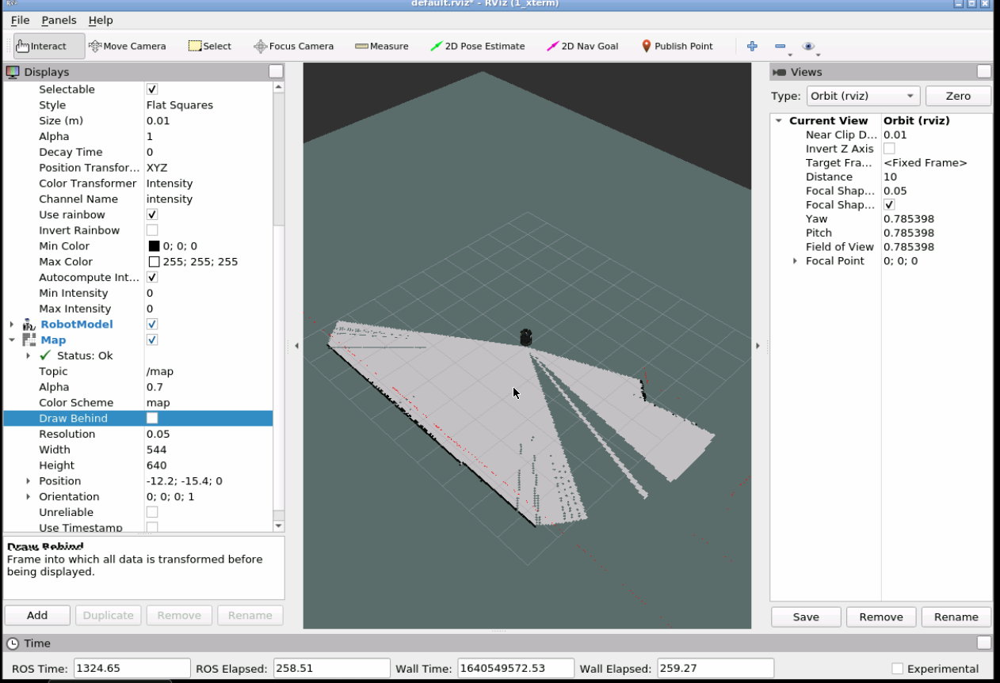 default.rviz* - RViz (1_xterm)
File Panels Help
Interact Move Camera Select Focus Camera Measure 2D Pose Estimate 2D Nav Goal Publish Point
Displays
Selectable
Style Flat Squares
Size (m) 0.01
Alpha 1
Decay Time 0
Position Transfor... XYZ
Color Transformer Intensity
Channel Name intensity
Use rainbow
Invert Rainbow
Min Color 0; 0; 0
Max Color 255; 255; 255
Autocompute Int...
Min Intensity 0
Max Intensity 0
RobotModel
Map
Status: Ok
Topic /map
Alpha 0.7
Color Scheme map
Draw Behind
Resolution 0.05
Width 544
Height 640
Position -12.2; -15.4; 0
Orientation 0; 0; 0; 1
Unreliable
Use Timestamp
Draw Behind
Frame into which all data is transformed before
being displayed.
Add Duplicate Remove Rename
Views
Type: Orbit (rviz) Zero
Current View Orbit (rviz)
Near Clip D... 0.01
Invert Z Axis
Target Fra... <Fixed Frame>
Distance 10
Focal Shap... 0.05
Focal Shap...
Yaw 0.785398
Pitch 0.785398
Field of View 0.785398
Focal Point 0; 0; 0
Save Remove Rename
Time
ROS Time: 1324.65 ROS Elapsed: 258.51 Wall Time: 1640549572.53 Wall Elapsed: 259.27 Experimental